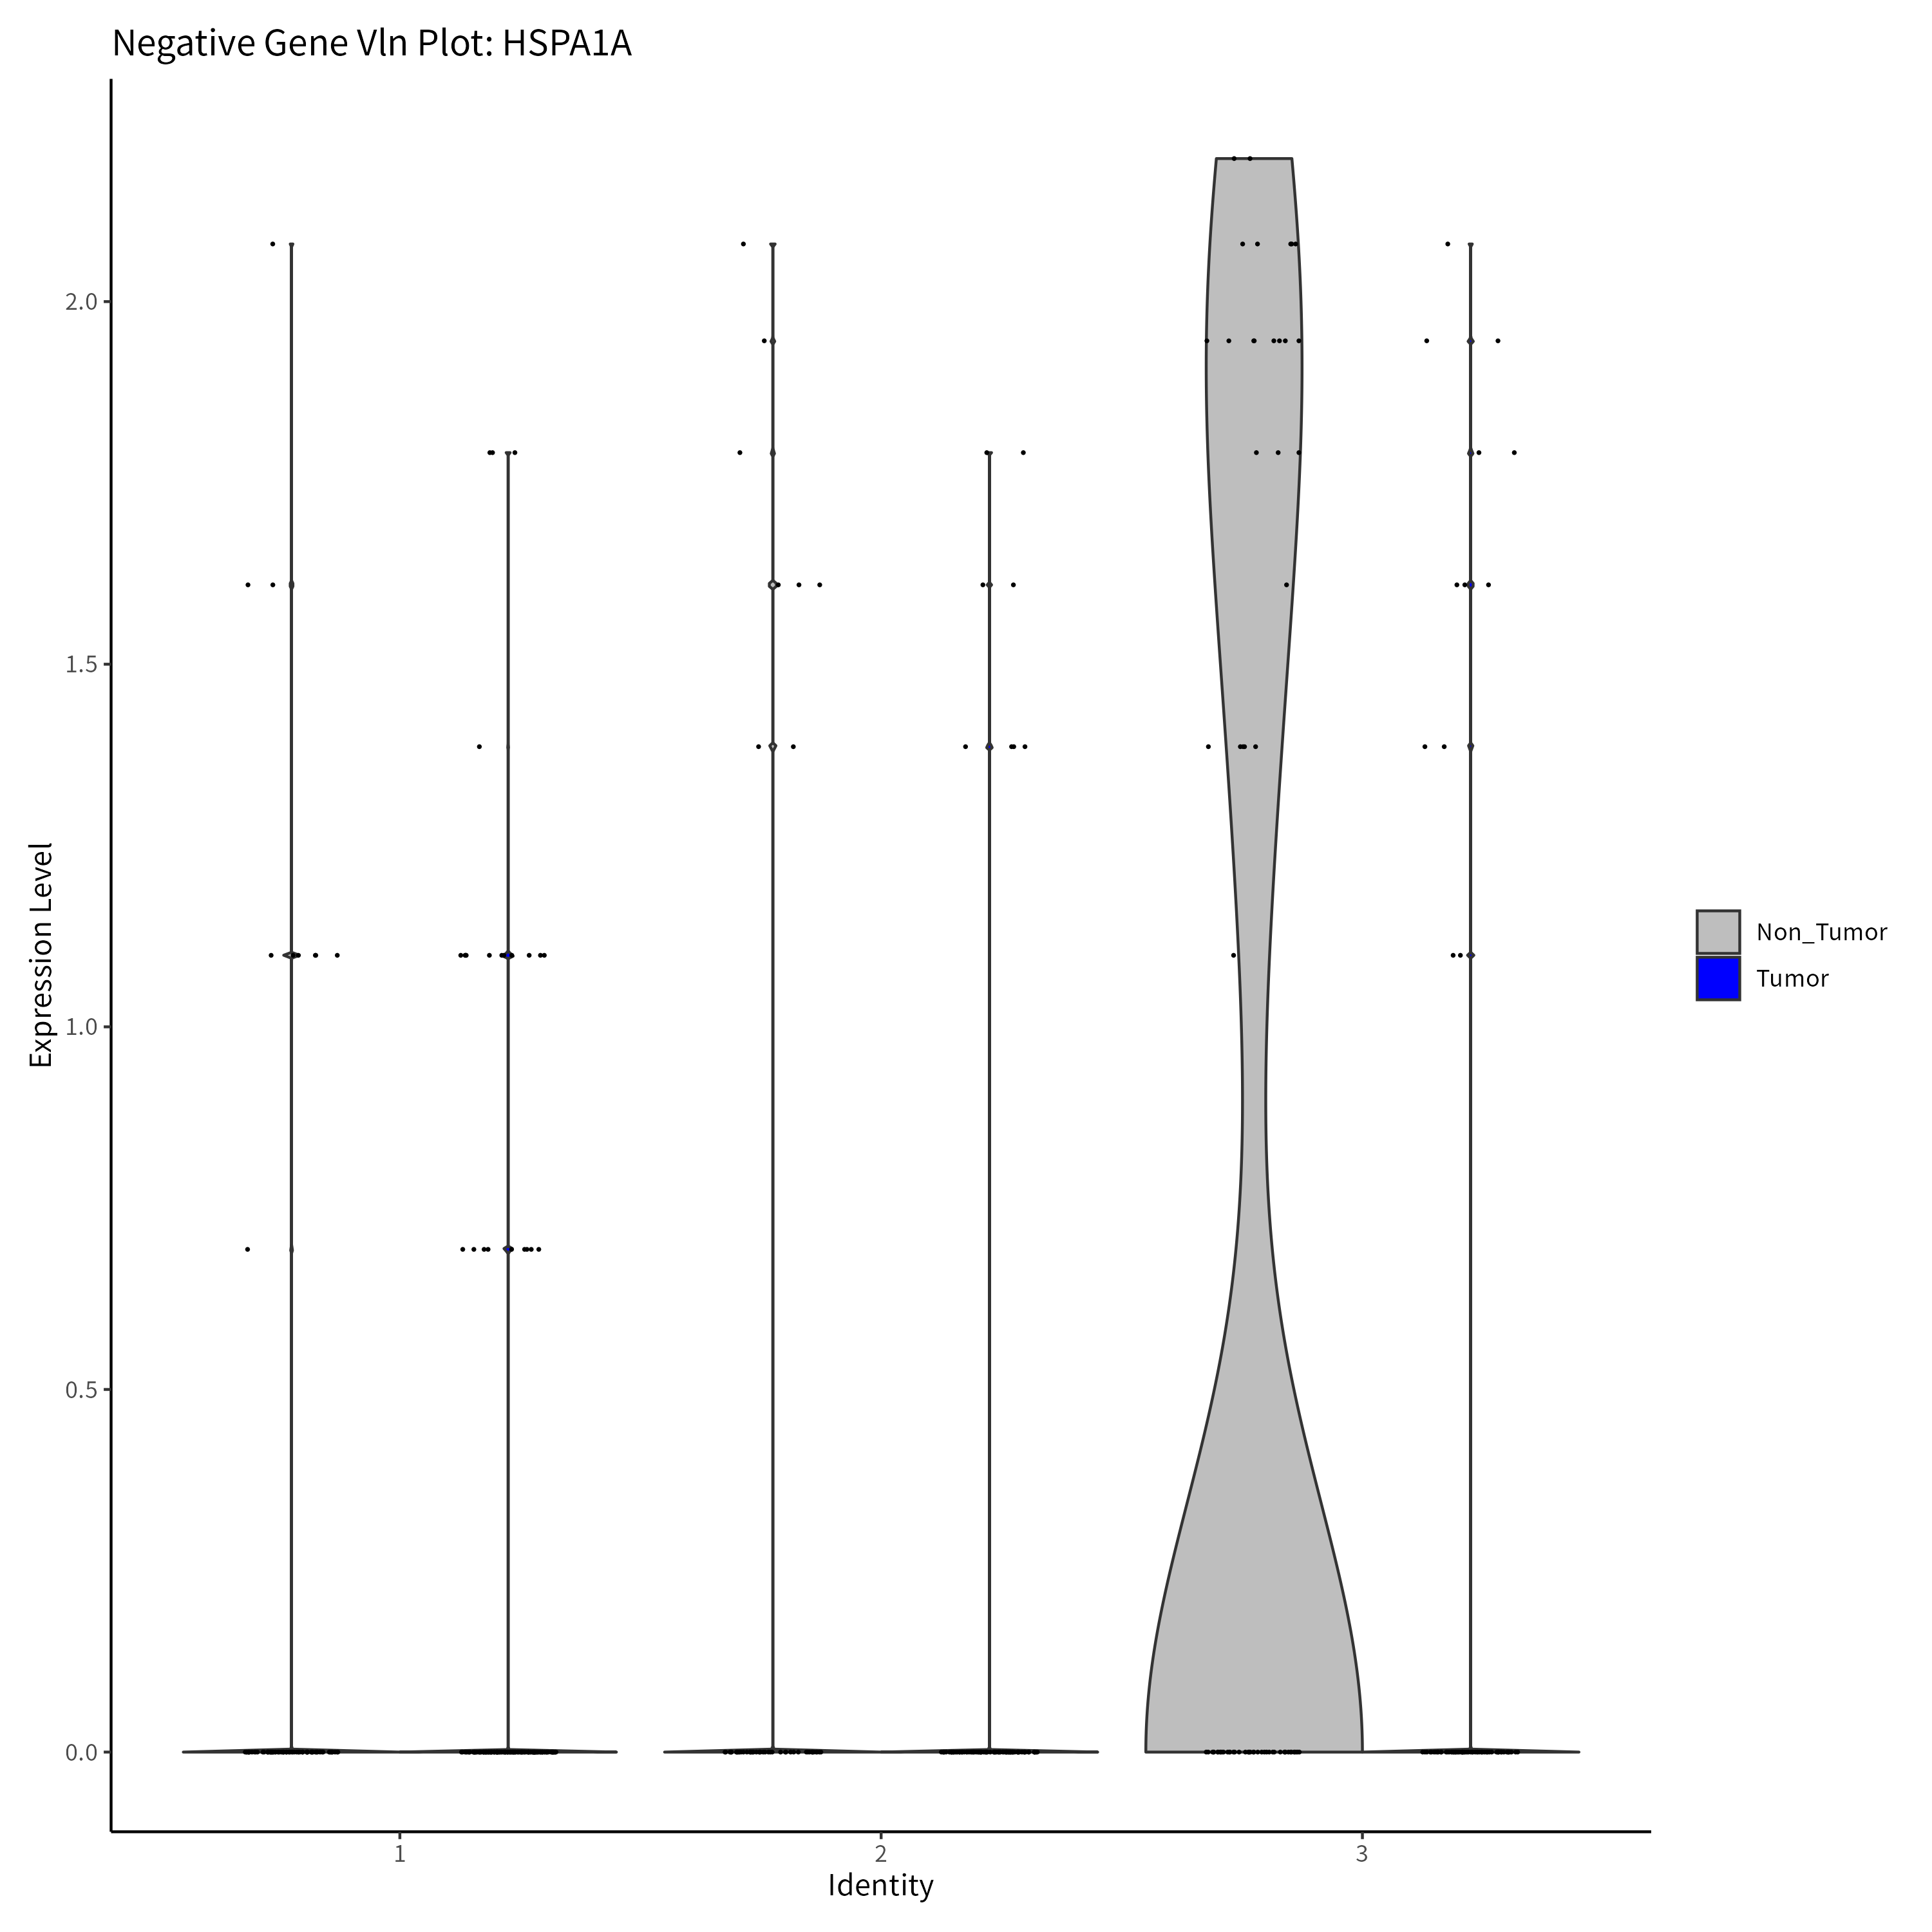 Negative Gene Vln Plot: HSPA1A
Expression Level
2.0
1.5
1.0
0.5
0.0
1
2
3
Identity
Non_Tumor
Tumor